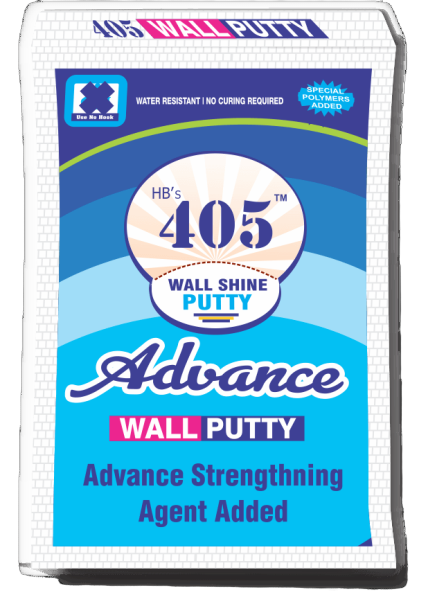 405 WALL PUTTY
WATER RESISTANT I NO CURING REQUIRED
SPECIAL
POLYMERS
ADDED
Use No Hook
HB's
405™
WALL SHINE
PUTTY
Advance
WALL PUTTY
Advance Strengthning
Agent Added